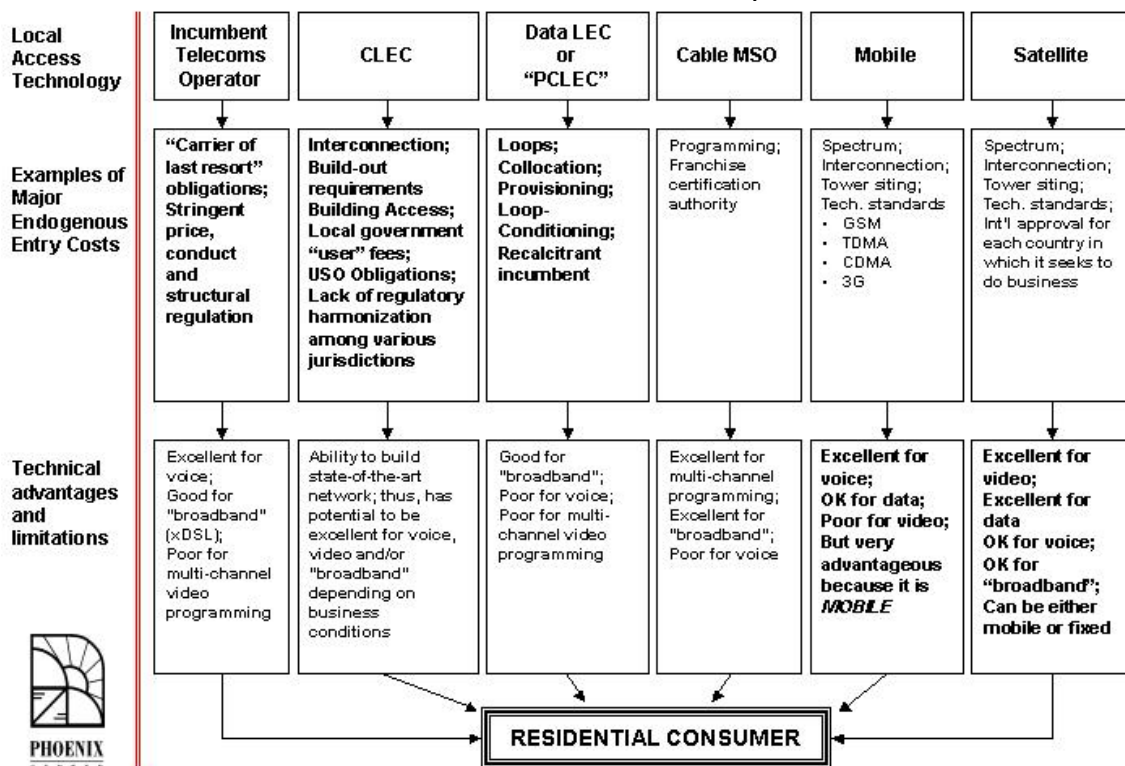 Local
Access
Technology
Incumbent
Telecoms
Operator
CLEC
Data LEC
or
“PCLEC”
Cable MSO
Mobile
Satellite
Examples of
Major
Endogenous
Entry Costs
“Carrier of
last resort”
obligations;
Stringent
price,
conduct
and
structural
regulation
Interconnection;
Build-out
requirements
Building Access;
Local government
“user” fees;
USO Obligations;
Lack of regulatory
harmonization
among various
jurisdictions
Loops;
Collocation;
Provisioning;
Loop-
Conditioning;
Recalcitrant
incumbent
Programming;
Franchise
certification
authority
Spectrum;
Interconnection;
Tower siting;
Tech. standards
• GSM
• TDMA
• CDMA
• 3G
Spectrum;
Interconnection;
Tower siting;
Tech. standards;
Int'l approval for
each country in
which it seeks to
do business
Technical
advantages
and
limitations
Excellent for
voice;
Good for
"broadband"
(xDSL);
Poor for
multi-channel
video
programming
Ability to build
state-of-the-art
network; thus, has
potential to be
excellent for voice,
video and/or
"broadband"
depending on
business
conditions
Good for
"broadband";
Poor for voice;
Poor for multi-
channel video
programming
Excellent for
multi-channel
programming;
Excellent for
"broadband";
Poor for voice
Excellent for
voice;
OK for data;
Poor for video;
But very
advantageous
because it is
MOBILE
Excellent for
video;
Excellent for
data
OK for voice;
OK for
“broadband”;
Can be either
mobile or fixed
RESIDENTIAL CONSUMER
PHOENIX